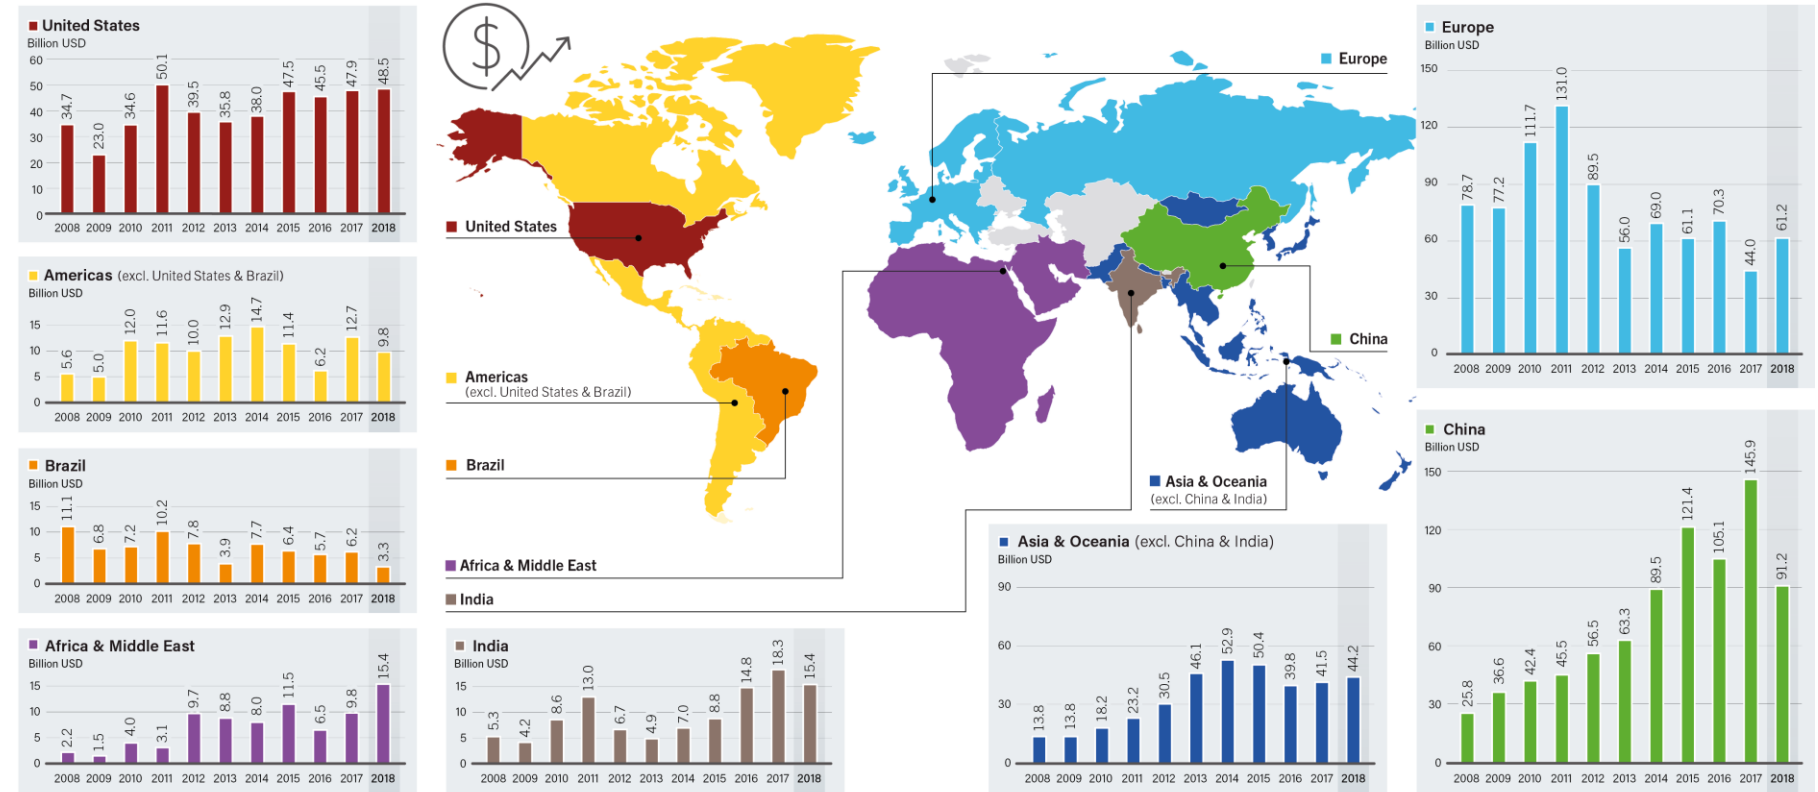 United States
Billion USD
60
50
40
30
20
10
0
34.7 23.0 34.6 50.1 39.5 35.8 38.0 47.5 45.5 47.9 48.5
2008 2009 2010 2011 2012 2013 2014 2015 2016 2017 2018
Americas (excl. United States & Brazil)
Billion USD
15
10
5
0
5.6 5.0 12.0 11.6 10.0 12.9 14.7 11.4 6.2 12.7 9.8
2008 2009 2010 2011 2012 2013 2014 2015 2016 2017 2018
Brazil
Billion USD
15
10
5
0
11.1 6.8 7.2 10.2 7.8 3.9 7.7 6.4 5.7 6.2 3.3
2008 2009 2010 2011 2012 2013 2014 2015 2016 2017 2018
Africa & Middle East
Billion USD
15
10
5
0
2.2 1.5 4.0 3.1 9.7 8.8 8.0 11.5 6.5 9.8 15.4
2008 2009 2010 2011 2012 2013 2014 2015 2016 2017 2018
$
Europe
United States
China
Americas
(excl. United States & Brazil)
Brazil
Asia & Oceania
(excl. China & India)
Africa & Middle East
India
India
Billion USD
15
10
5
0
5.3 4.2 8.6 13.0 6.7 4.9 7.0 8.8 14.8 18.3 15.4
2008 2009 2010 2011 2012 2013 2014 2015 2016 2017 2018
Asia & Oceania (excl. China & India)
Billion USD
90
60
30
0
13.8 13.8 18.2 23.2 30.5 46.1 52.9 50.4 39.8 41.5 44.2
2008 2009 2010 2011 2012 2013 2014 2015 2016 2017 2018
Europe
Billion USD
150
120
90
60
30
0
78.7 77.2 111.7 131.0 89.5 56.0 69.0 61.1 70.3 44.0 61.2
2008 2009 2010 2011 2012 2013 2014 2015 2016 2017 2018
China
Billion USD
150
120
90
60
30
0
25.8 36.6 42.4 45.5 56.5 63.3 89.5 121.4 105.1 145.9 91.2
2008 2009 2010 2011 2012 2013 2014 2015 2016 2017 2018